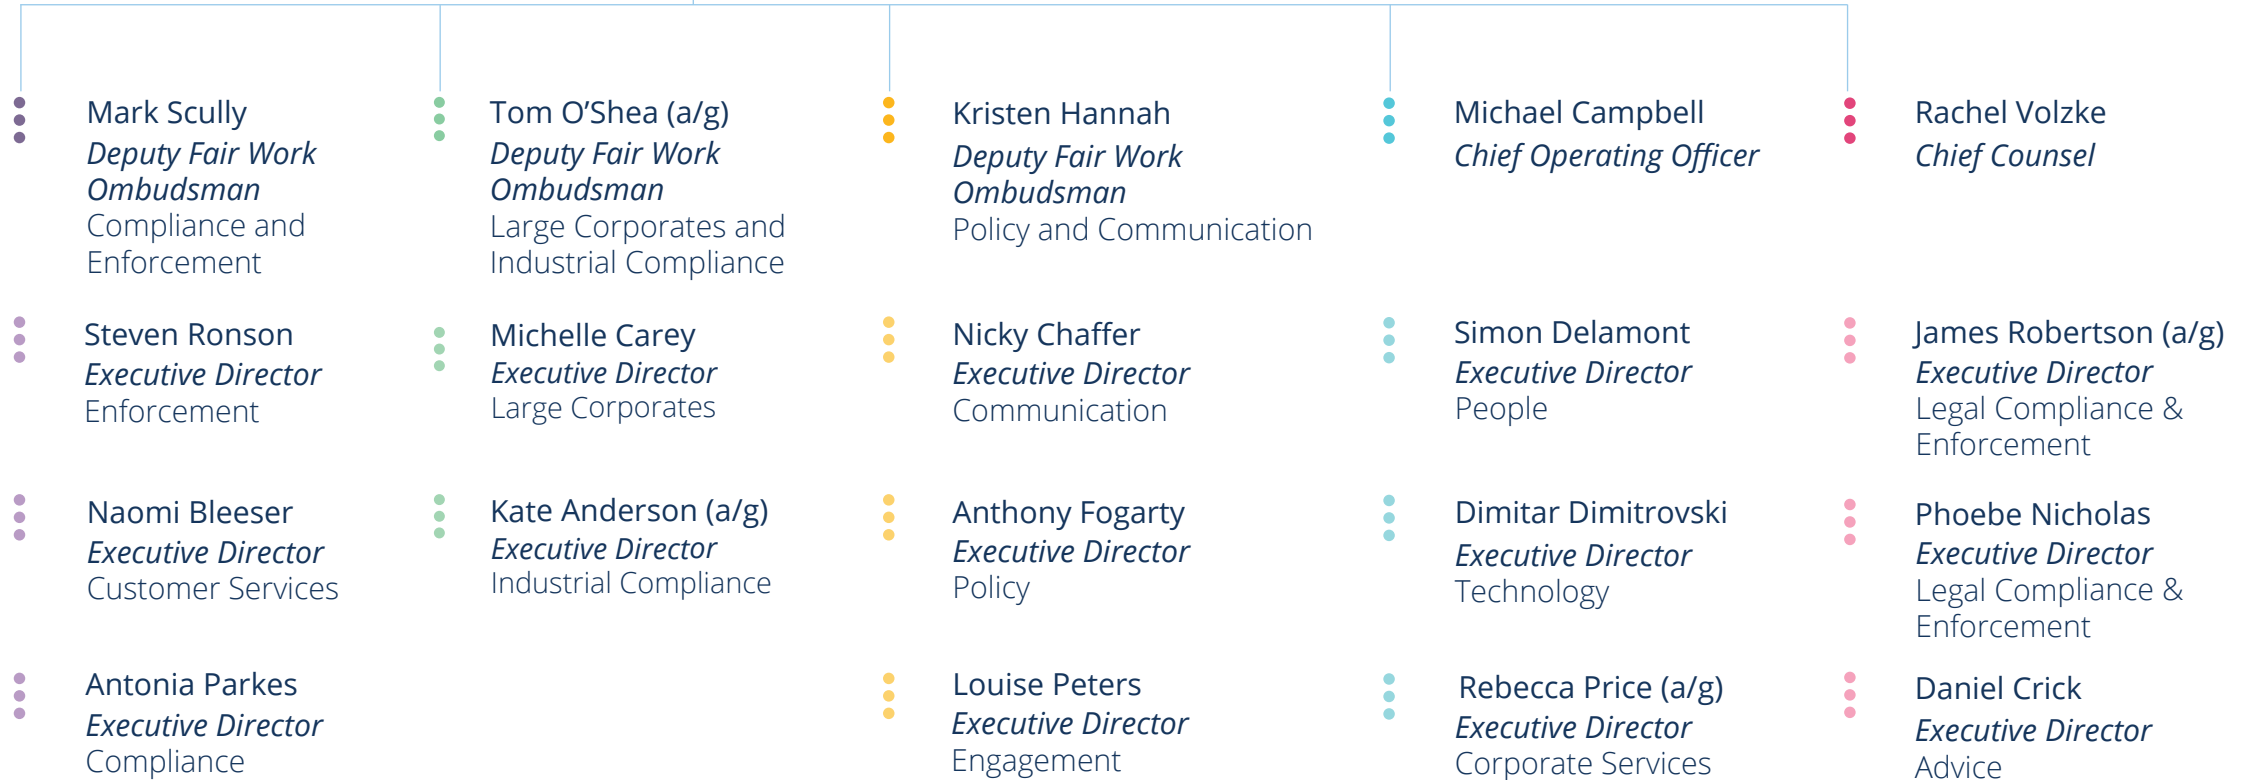 Mark Scully
Deputy Fair Work
Ombudsman
Compliance and
Enforcement
Steven Ronson
Executive Director
Enforcement
Naomi Bleeser
Executive Director
Customer Services
Antonia Parkes
Executive Director
Compliance
Tom O’Shea (a/g)
Deputy Fair Work
Ombudsman
Large Corporates and
Industrial Compliance
Michelle Carey
Executive Director
Large Corporates
Kate Anderson (a/g)
Executive Director
Industrial Compliance
Kristen Hannah
Deputy Fair Work
Ombudsman
Policy and Communication
Nicky Chaffer
Executive Director
Communication
Anthony Fogarty
Executive Director
Policy
Louise Peters
Executive Director
Engagement
Michael Campbell
Chief Operating Officer
Simon Delamont
Executive Director
People
Dimitar Dimitrovski
Executive Director
Technology
Rebecca Price (a/g)
Executive Director
Corporate Services
Rachel Volzke
Chief Counsel
James Robertson (a/g)
Executive Director
Legal Compliance &
Enforcement
Phoebe Nicholas
Executive Director
Legal Compliance &
Enforcement
Daniel Crick
Executive Director
Advice